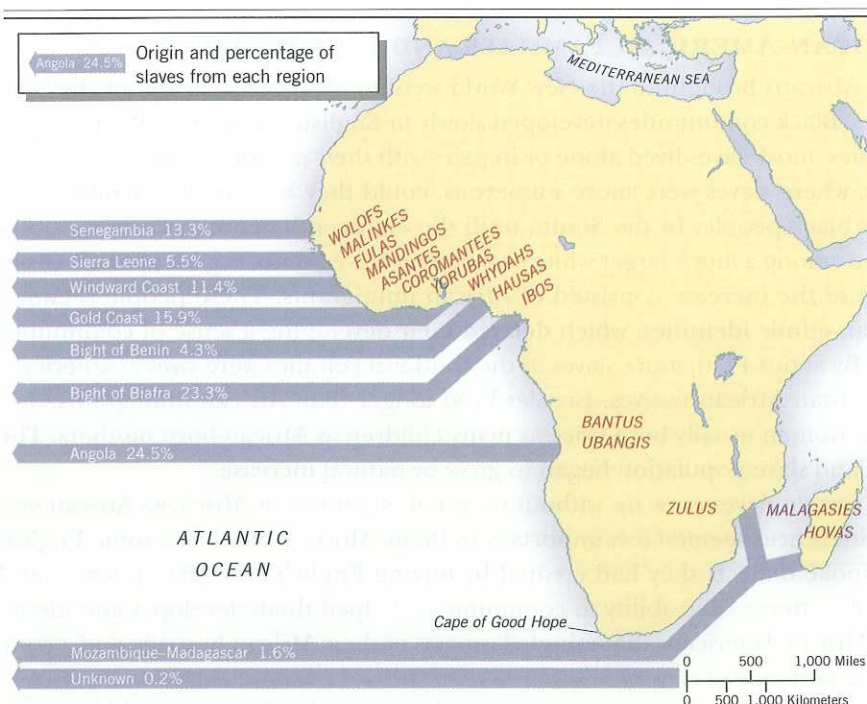 Angola 24.5%
Origin and percentage of
slaves from each region
MEDITERRANEAN SEA
Senegambia 13.3%
Sierra Leone 5.5%
Windward Coast 11.4%
Gold Coast 15.9%
Bight of Benin 4.3%
Bight of Biafra 23.3%
Angola 24.5%
WOLOFS
MALINKES
FULAS
MANDINGOS
ASANTES
COROMANTEES
YORUBAS
WHYDAHS
HAUSAS
IBOS
BANTUS
UBANGIS
ZULUS
MALAGASIES
HOVAS
ATLANTIC
OCEAN
Cape of Good Hope
Mozambique–Madagascar 1.6%
Unknown 0.2%
0 500 1,000 Miles
0 500 1,000 Kilometers